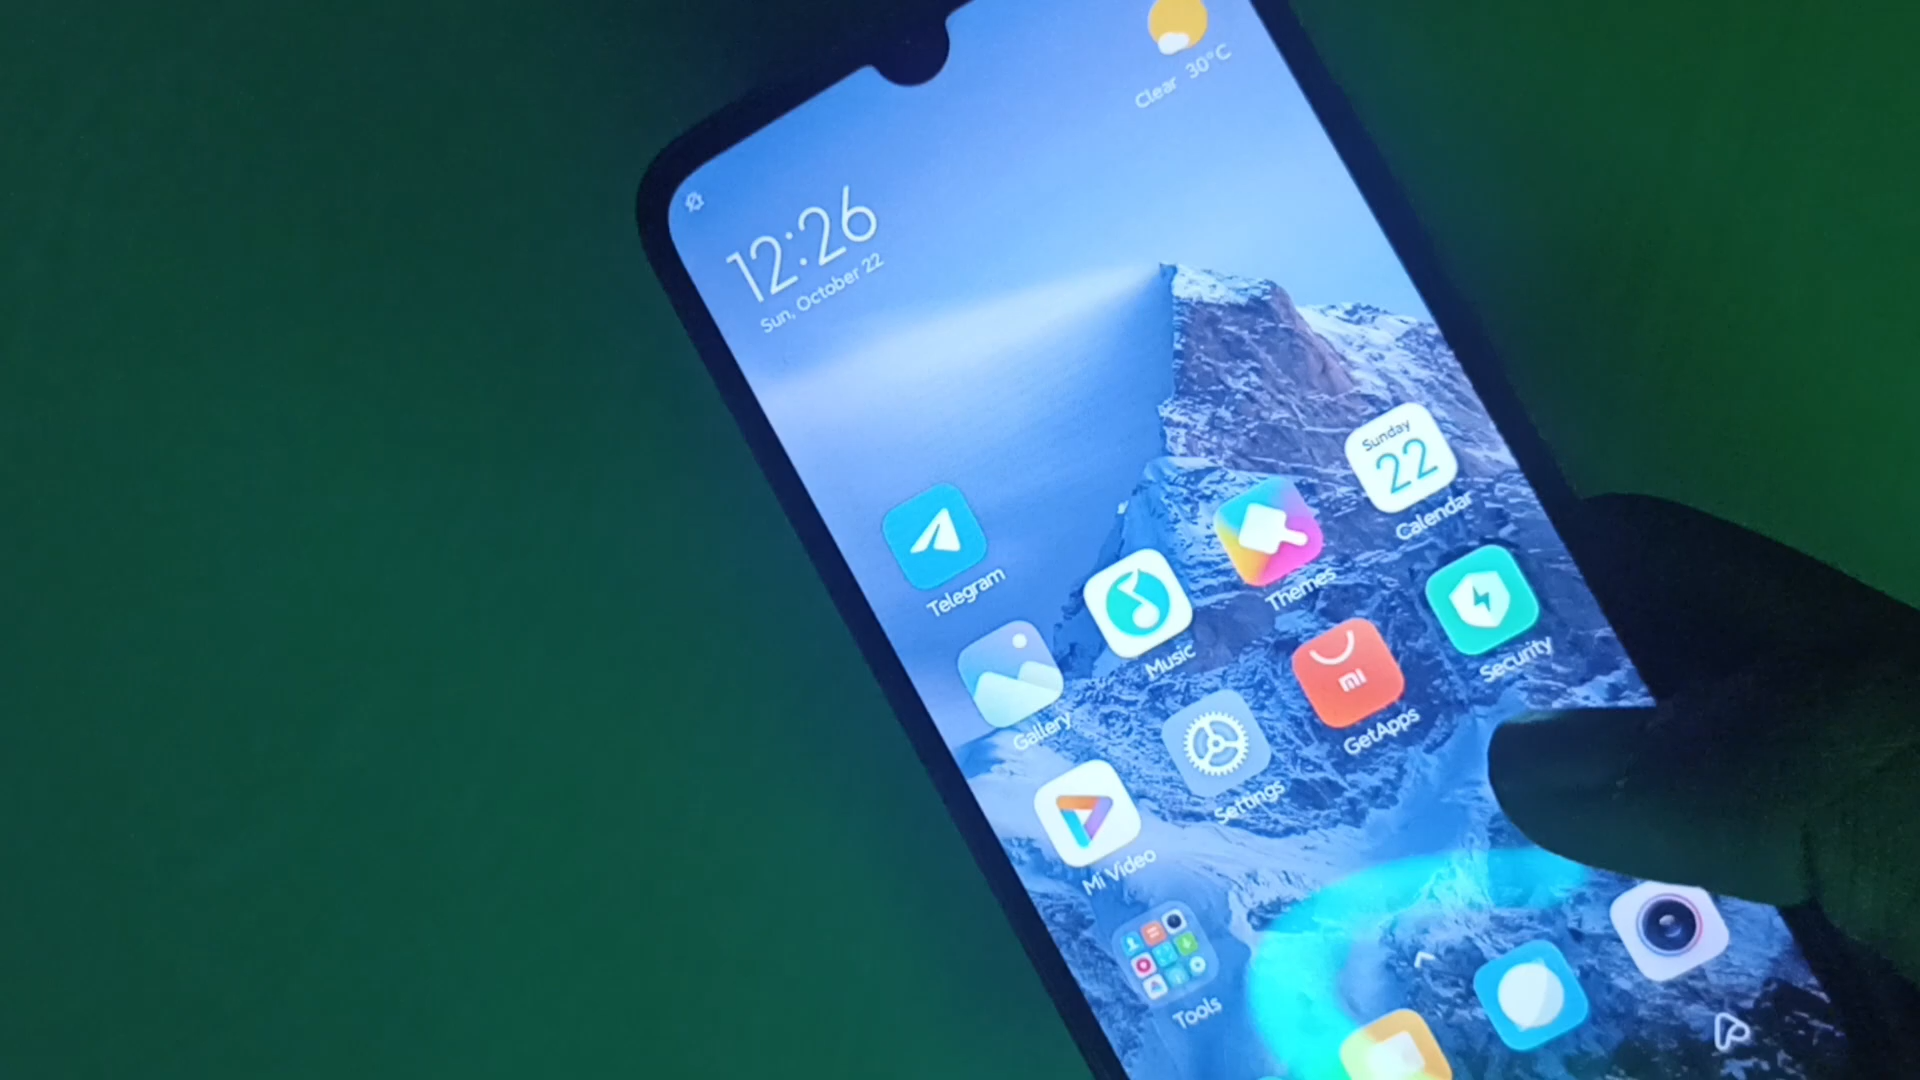 Clear 30°C
12:26
Sun, October 22
Sunday
22
Calendar
Telegram
Music
Themes
Security
Gallery
Settings
mi
GetApps
Mi Video
Tools